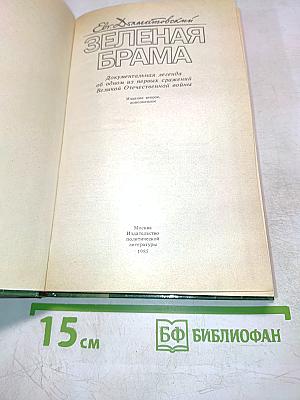 Евг. Долматовский
ЗЕЛЕНАЯ
БРАМА
Документальная легенда
об одном из первых сражений
Великой Отечественной войны
Издание второе,
дополненное
Москва
Издательство
политической
литературы
1985
15 см
БФ БИБЛИОФАН